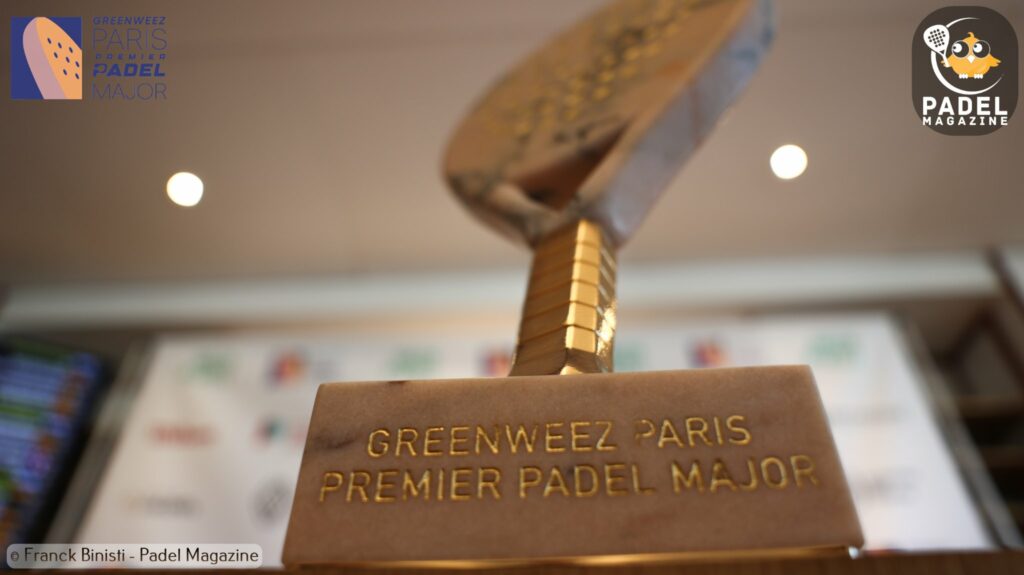 GREENWEEZ
PARIS
PREMIER
PADEL
MAJOR
PADEL
MAGAZINE
GREENWEEZ PARIS
PREMIER PADEL MAJOR
© Franck Binisti - Padel Magazine